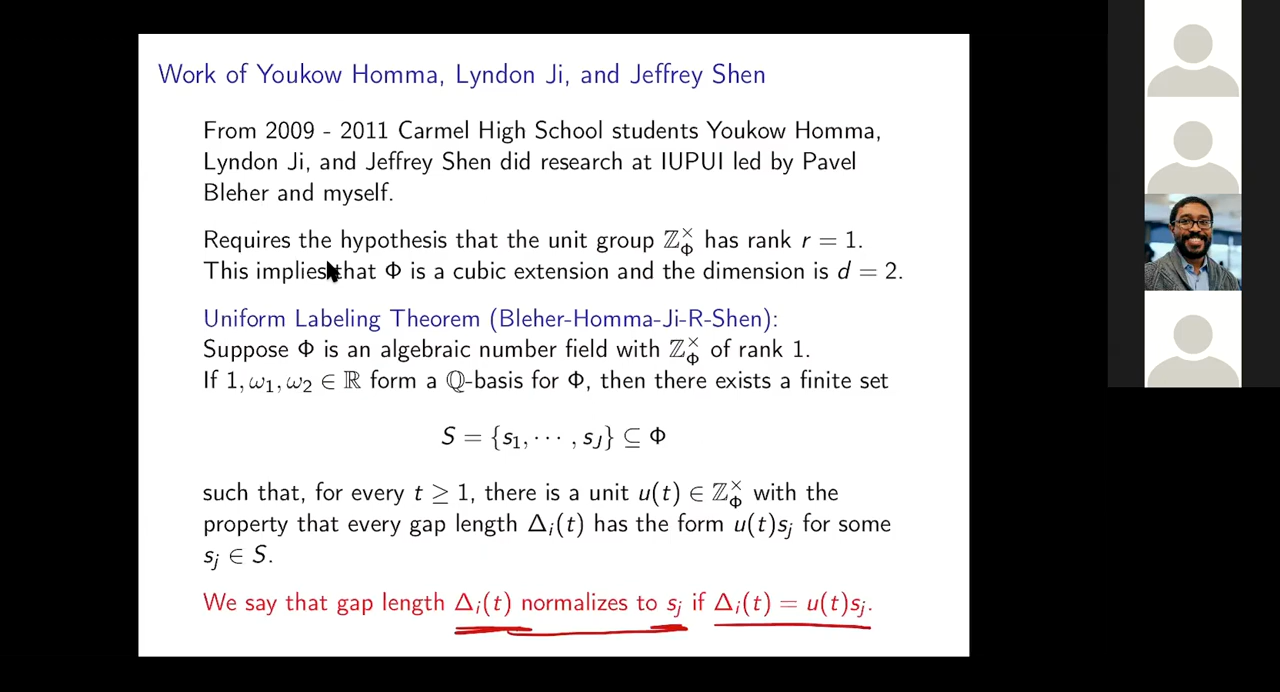 Work of Youkow Homma, Lyndon Ji, and Jeffrey Shen
From 2009 - 2011 Carmel High School students Youkow Homma,
Lyndon Ji, and Jeffrey Shen did research at IUPUI led by Pavel
Bleher and myself.
Requires the hypothesis that the unit group ℤ_Φ^× has rank r = 1.
This implies that Φ is a cubic extension and the dimension is d = 2.
Uniform Labeling Theorem (Bleher-Homma-Ji-R-Shen):
Suppose Φ is an algebraic number field with ℤ_Φ^× of rank 1.
If 1, ω₁, ω₂ ∈ ℝ form a ℚ-basis for Φ, then there exists a finite set
S = {s₁, ⋯ , s_J} ⊆ Φ
such that, for every t ≥ 1, there is a unit u(t) ∈ ℤ_Φ^× with the
property that every gap length Δ_i(t) has the form u(t)s_j for some
s_j ∈ S.
We say that gap length Δ_i(t) normalizes to s_j if Δ_i(t) = u(t)s_j.